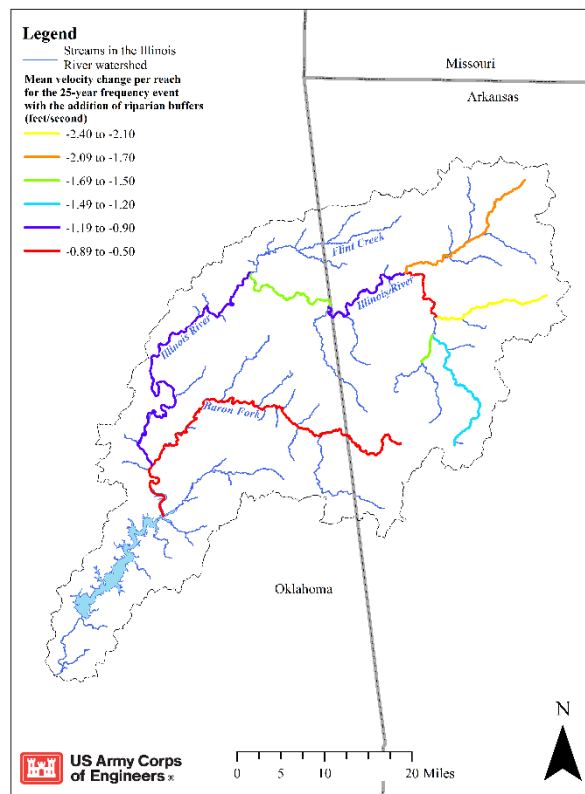 Legend
Streams in the Illinois
River watershed
Mean velocity change per reach
for the 25-year frequency event
with the addition of riparian buffers
(feet/second)
-2.40 to -2.10
-2.09 to -1.70
-1.69 to -1.50
-1.49 to -1.20
-1.19 to -0.90
-0.89 to -0.50
Missouri
Arkansas
Flint Creek
Illinois River
Illinois River
Baron Fork
Oklahoma
N
US Army Corps
of Engineers ®
0 5 10 20 Miles